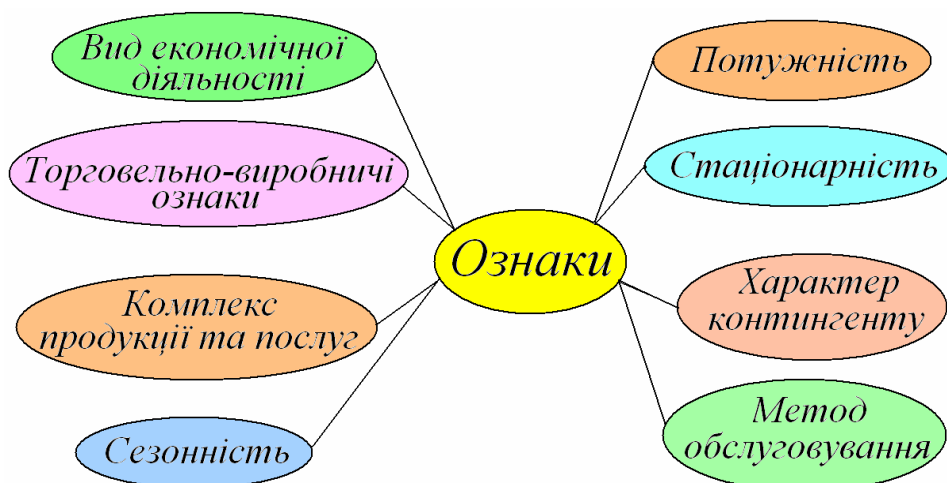 Вид економічної
діяльності
Торговельно-виробничі
ознаки
Комплекс
продукції та послуг
Сезонність
Ознаки
Потужність
Стаціонарність
Характер
контингенту
Метод
обслуговування